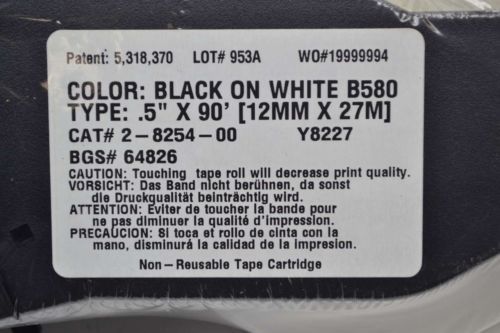 Patent: 5,318,370 LOT# 953A WO#19999994
COLOR: BLACK ON WHITE B580
TYPE: .5" X 90' [12MM X 27M]
CAT# 2-8254-00 Y8227
BGS# 64826
CAUTION: Touching tape roll will decrease print quality.
VORSICHT: Das Band nicht berühnen, da sonst
die Druckqualität beinträchtig wird.
ATTENTION: Eviter de toucher la bande pour
ne pas diminuer la qualité d'impression.
PRECAUCION: Si toca et rollo de cinta con la
mano, disminurá la calidad de la impresion.
Non-Reusable Tape Cartridge